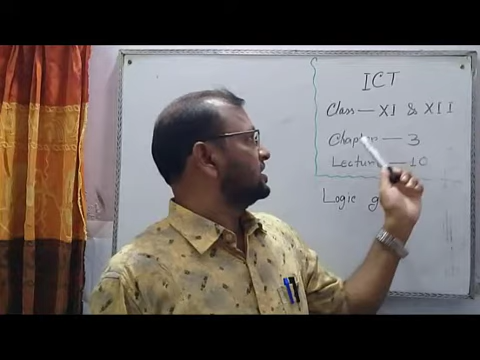 ICT
Class — XI & XII
Chapter — 3
Lecture — 10
Logic